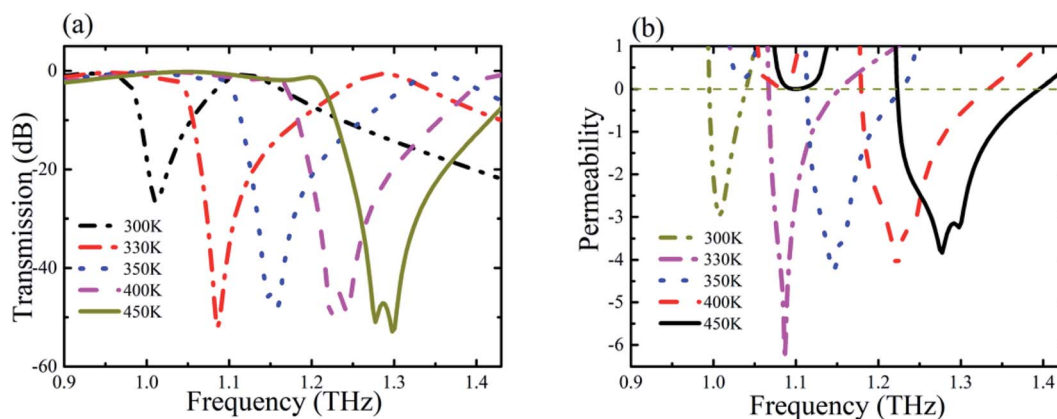 (a)
Transmission (dB)
0
-20
-40
-60
300K
330K
350K
400K
450K
0.9 1.0 1.1 1.2 1.3 1.4
Frequency (THz)
(b)
Permeability
1
0
-1
-2
-3
-4
-5
-6
300K
330K
350K
400K
450K
0.9 1.0 1.1 1.2 1.3 1.4
Frequency (THz)